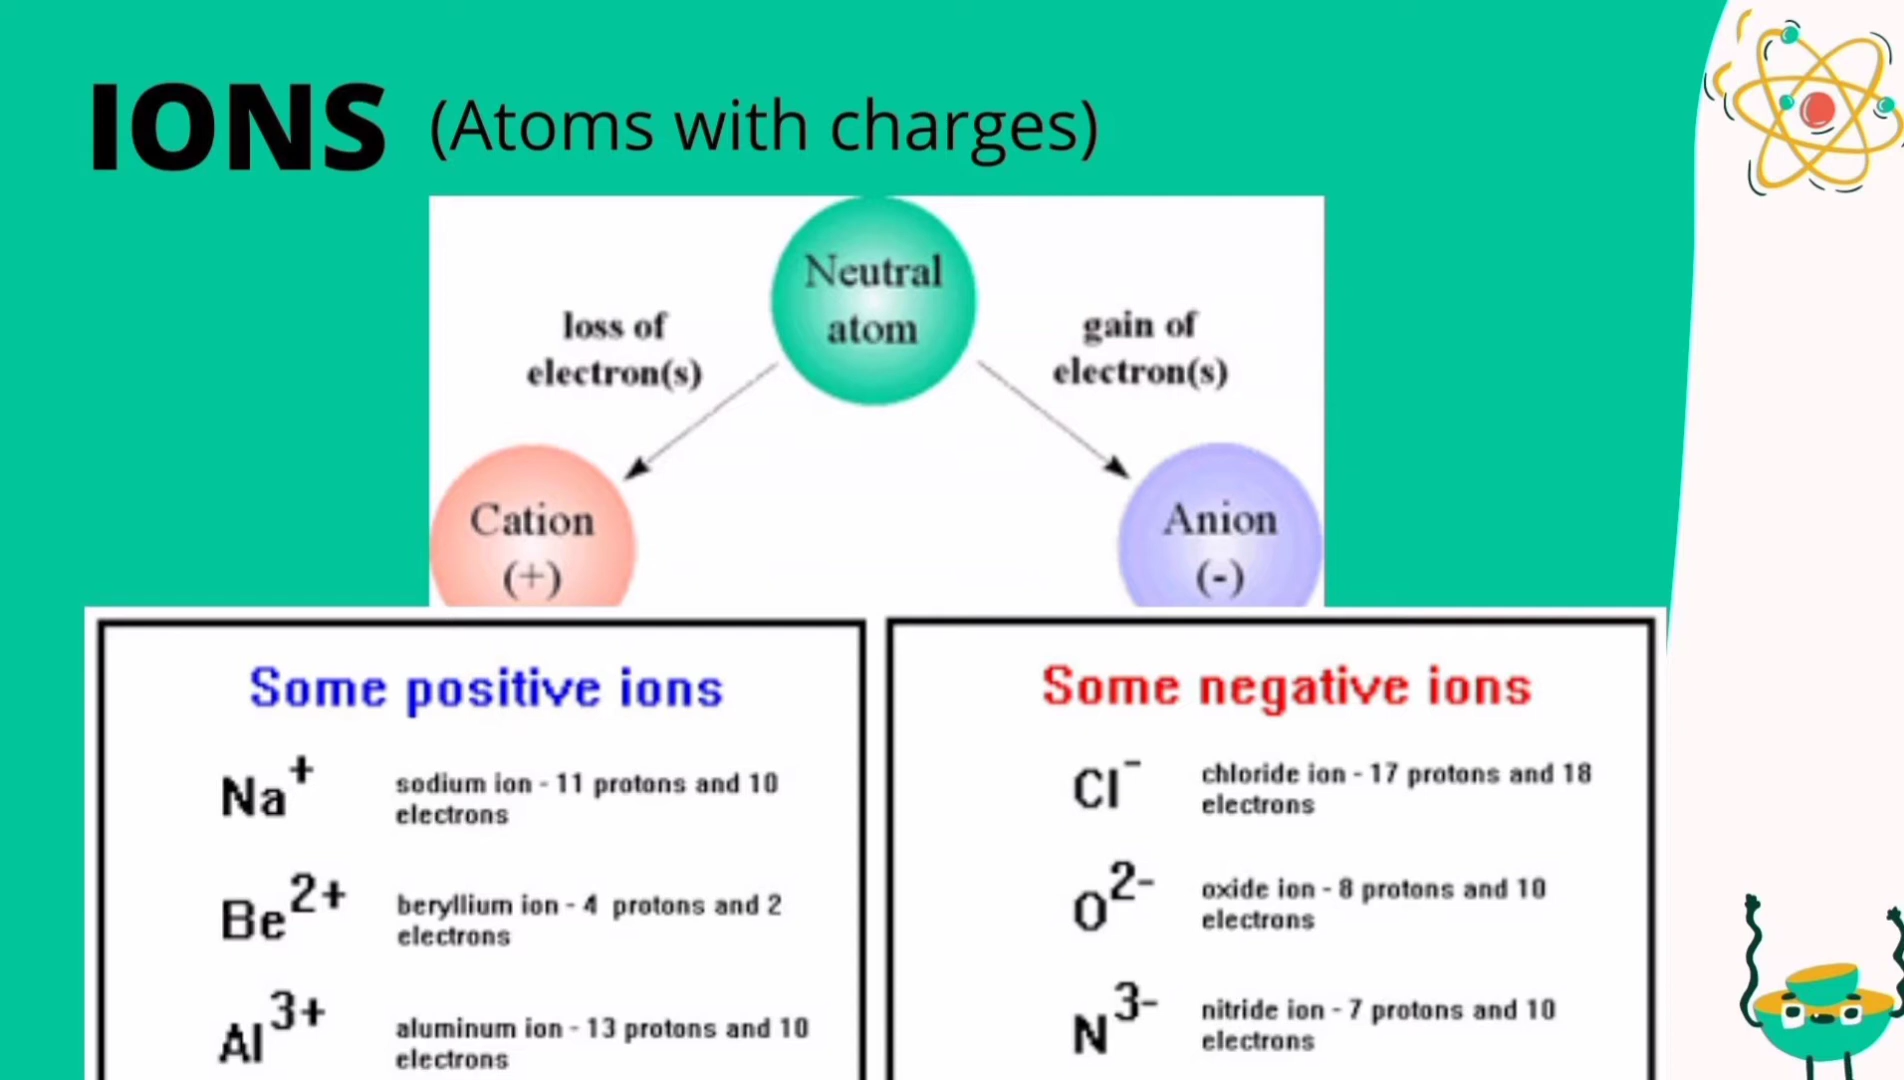 IONS (Atoms with charges)
Neutral
atom
loss of
electron(s)
gain of
electron(s)
Cation
(+)
Anion
(-)
Some positive ions
Na⁺ sodium ion - 11 protons and 10
electrons
Be²⁺ beryllium ion - 4 protons and 2
electrons
Al³⁺ aluminum ion - 13 protons and 10
electrons
Some negative ions
Cl⁻ chloride ion - 17 protons and 18
electrons
O²⁻ oxide ion - 8 protons and 10
electrons
N³⁻ nitride ion - 7 protons and 10
electrons